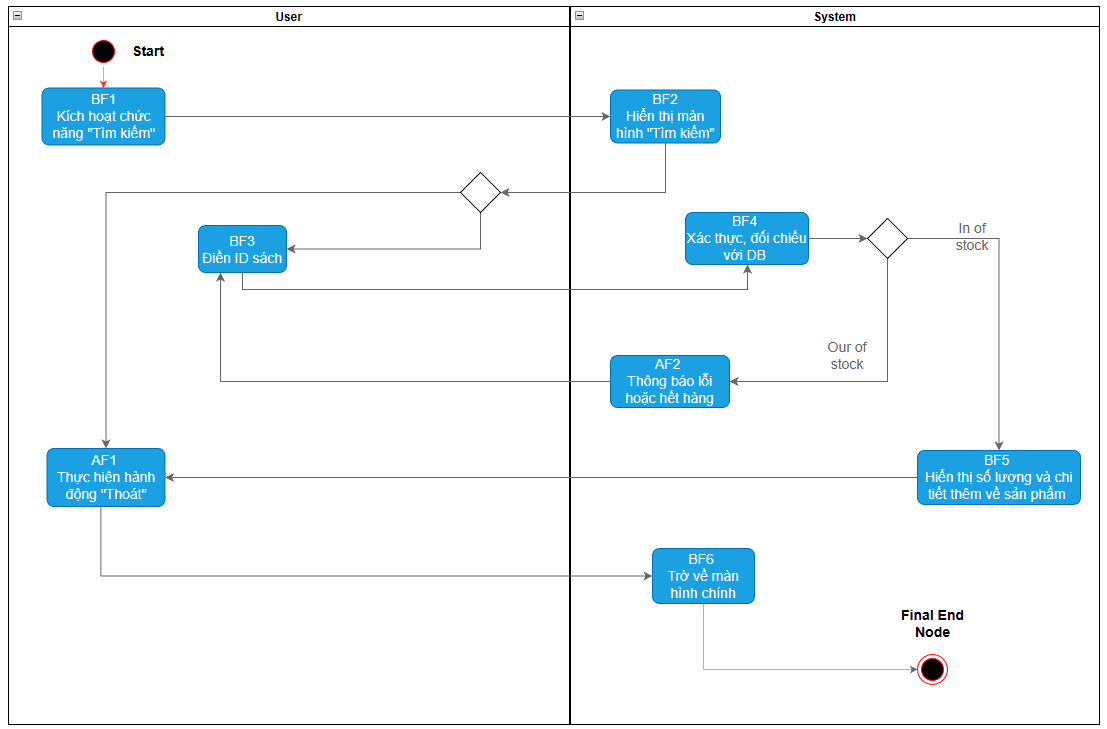 User
System
Start
BF1
Kích hoạt chức
năng "Tìm kiếm"
BF2
Hiển thị màn
hình "Tìm kiếm"
BF3
Điền ID sách
BF4
Xác thực, đối chiếu
với DB
In of
stock
Our of
stock
AF2
Thông báo lỗi
hoặc hết hàng
AF1
Thực hiện hành
động "Thoát"
BF5
Hiển thị số lượng và chi
tiết thêm về sản phẩm
BF6
Trở về màn
hình chính
Final End
Node